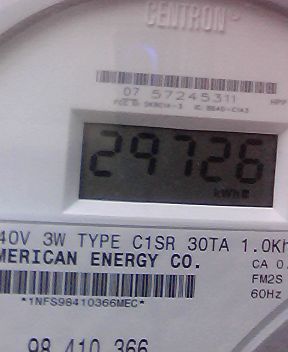 CENTRON®
07 57245311
29726
kWh
40V 3W TYPE C1SR 30TA 1.0Kh
MERICAN ENERGY CO.
CA 0.
FM2S
60Hz
*1NFS98410366MEC*
98 410 366